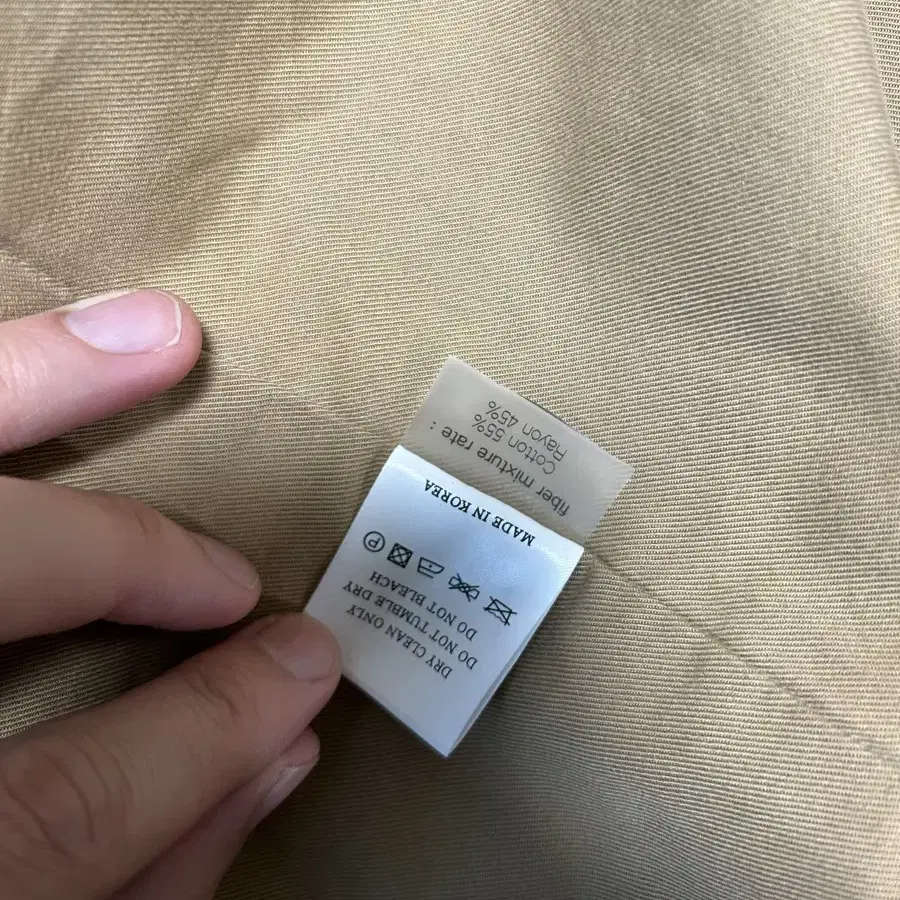 DRY CLEAN ONLY
DO NOT TUMBLE DRY
DO NOT BLEACH
P
MADE IN KOREA
fiber mixture rate :
Cotton 55%
Rayon 45%